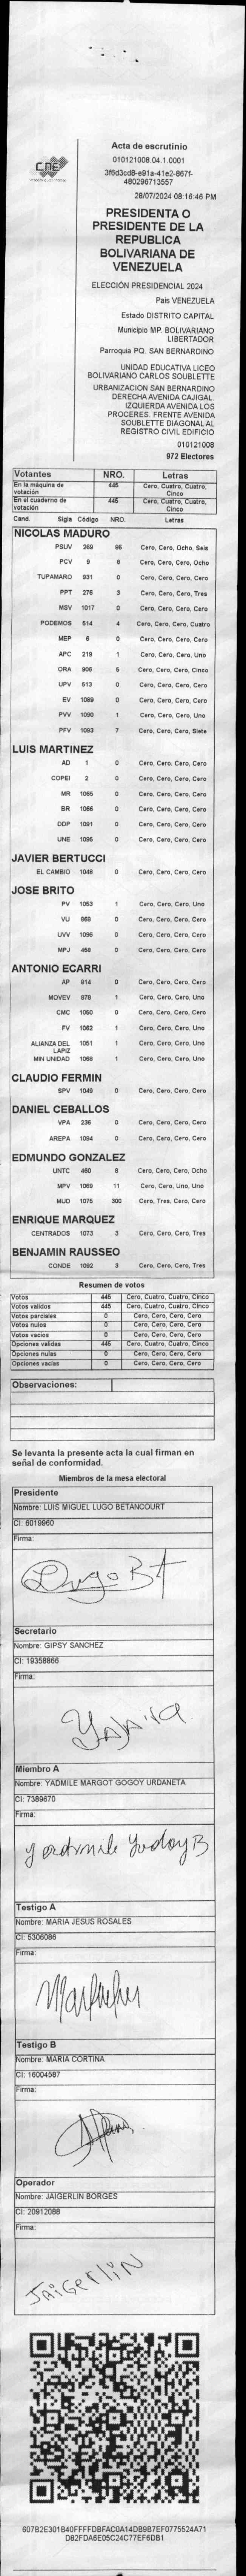 CNE
Acta de escrutinio
010121008.04.1.0001
3f6d3cd8-e91a-41e2-867f-
480296713557
28/07/2024 08:16:46 PM
PRESIDENTA O
PRESIDENTE DE LA
REPUBLICA
BOLIVARIANA DE
VENEZUELA
ELECCIÓN PRESIDENCIAL 2024
Pais VENEZUELA
Estado DISTRITO CAPITAL
Municipio MP. BOLIVARIANO
LIBERTADOR
Parroquia PQ. SAN BERNARDINO
UNIDAD EDUCATIVA LICEO
BOLIVARIANO CARLOS SOUBLETTE
URBANIZACIÓN SAN BERNARDINO
DERECHA AVENIDA CAJIGAL.
IZQUIERDA AVENIDA LOS
PROCERES. FRENTE AVENIDA
SOUBLETTE DIAGONAL AL
REGISTRO CIVIL EDIFICIO
010121008
972 Electores
Votantes NRO. Letras
En la máquina de votación 445 Cero, Cuatro, Cuatro, Cinco
En el cuaderno de votación 445 Cero, Cuatro, Cuatro, Cinco
Cand. Sigla Código NRO. Letras
NICOLAS MADURO
PSUV 269 86 Cero, Cero, Ocho, Seis
PCV 9 8 Cero, Cero, Cero, Ocho
TUPAMARO 931 0 Cero, Cero, Cero, Cero
PPT 276 3 Cero, Cero, Cero, Tres
MSV 1017 0 Cero, Cero, Cero, Cero
PODEMOS 514 4 Cero, Cero, Cero, Cuatro
MEP 6 0 Cero, Cero, Cero, Cero
APC 219 1 Cero, Cero, Cero, Uno
ORA 906 5 Cero, Cero, Cero, Cinco
UPV 513 0 Cero, Cero, Cero, Cero
EV 1089 0 Cero, Cero, Cero, Cero
PVV 1090 1 Cero, Cero, Cero, Uno
PFV 1093 7 Cero, Cero, Cero, Siete
LUIS MARTINEZ
AD 1 0 Cero, Cero, Cero, Cero
COPEI 2 0 Cero, Cero, Cero, Cero
MR 1065 0 Cero, Cero, Cero, Cero
BR 1066 0 Cero, Cero, Cero, Cero
DDP 1091 0 Cero, Cero, Cero, Cero
UNE 1095 0 Cero, Cero, Cero, Cero
JAVIER BERTUCCI
EL CAMBIO 1048 0 Cero, Cero, Cero, Cero
JOSE BRITO
PV 1053 1 Cero, Cero, Cero, Uno
VU 969 0 Cero, Cero, Cero, Cero
UVV 1096 0 Cero, Cero, Cero, Cero
MPJ 458 0 Cero, Cero, Cero, Cero
ANTONIO ECARRI
AP 914 0 Cero, Cero, Cero, Cero
MOVEV 978 1 Cero, Cero, Cero, Uno
CMC 1050 0 Cero, Cero, Cero, Cero
FV 1062 1 Cero, Cero, Cero, Uno
ALIANZA DEL LAPIZ 1051 1 Cero, Cero, Cero, Uno
MIN UNIDAD 1068 1 Cero, Cero, Cero, Uno
CLAUDIO FERMIN
SPV 1049 0 Cero, Cero, Cero, Cero
DANIEL CEBALLOS
VPA 236 0 Cero, Cero, Cero, Cero
AREPA 1094 0 Cero, Cero, Cero, Cero
EDMUNDO GONZALEZ
UNTC 460 8 Cero, Cero, Cero, Ocho
MPV 1069 11 Cero, Cero, Uno, Uno
MUD 1075 300 Cero, Tres, Cero, Cero
ENRIQUE MARQUEZ
CENTRADOS 1073 3 Cero, Cero, Cero, Tres
BENJAMIN RAUSSEO
CONDE 1092 3 Cero, Cero, Cero, Tres
Resumen de votos
Votos 445 Cero, Cuatro, Cuatro, Cinco
Votos validos 445 Cero, Cuatro, Cuatro, Cinco
Votos parciales 0 Cero, Cero, Cero, Cero
Votos nulos 0 Cero, Cero, Cero, Cero
Votos vacios 0 Cero, Cero, Cero, Cero
Opciones validas 445 Cero, Cuatro, Cuatro, Cinco
Opciones nulas 0 Cero, Cero, Cero, Cero
Opciones vacias 0 Cero, Cero, Cero, Cero
Observaciones:
Se levanta la presente acta la cual firman en
señal de conformidad.
Miembros de la mesa electoral
Presidente
Nombre: LUIS MIGUEL LUGO BETANCOURT
CI: 6019960
Firma:
Lugo Bt
Secretario
Nombre: GIPSY SANCHEZ
CI: 19358866
Firma:
Miembro A
Nombre: YADMILE MARGOT GOGOY URDANETA
CI: 7389670
Firma:
Testigo A
Nombre: MARIA JESUS ROSALES
CI: 5306086
Firma:
Testigo B
Nombre: MARIA CORTINA
CI: 16004587
Firma:
Operador
Nombre: JAIGERLIN BORGES
CI: 20912088
Firma:
JAiGERlIN
607B2E301B40FFFFDBFAC0A14DB9B7EF0775524A71
D82FDA6E05C24C77EF6DB1